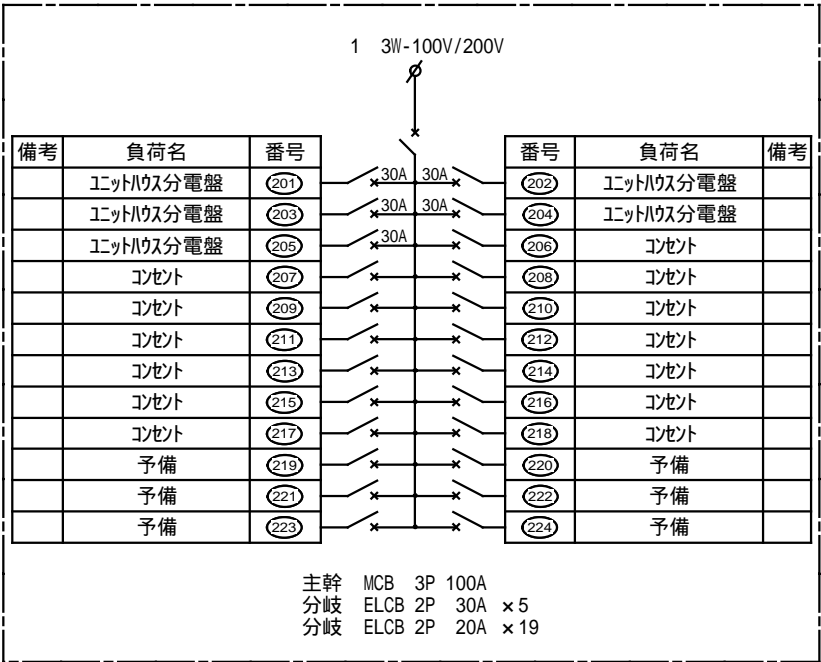 1 3W-100V/200V
備考 負荷名 番号 番号 負荷名 備考
ユニットハウス分電盤 201 30A 30A 202 ユニットハウス分電盤
ユニットハウス分電盤 203 30A 30A 204 ユニットハウス分電盤
ユニットハウス分電盤 205 30A 206 コンセント
コンセント 207 208 コンセント
コンセント 209 210 コンセント
コンセント 211 212 コンセント
コンセント 213 214 コンセント
コンセント 215 216 コンセント
コンセント 217 218 コンセント
予備 219 220 予備
予備 221 222 予備
予備 223 224 予備
主幹 MCB 3P 100A
分岐 ELCB 2P 30A ×5
分岐 ELCB 2P 20A ×19